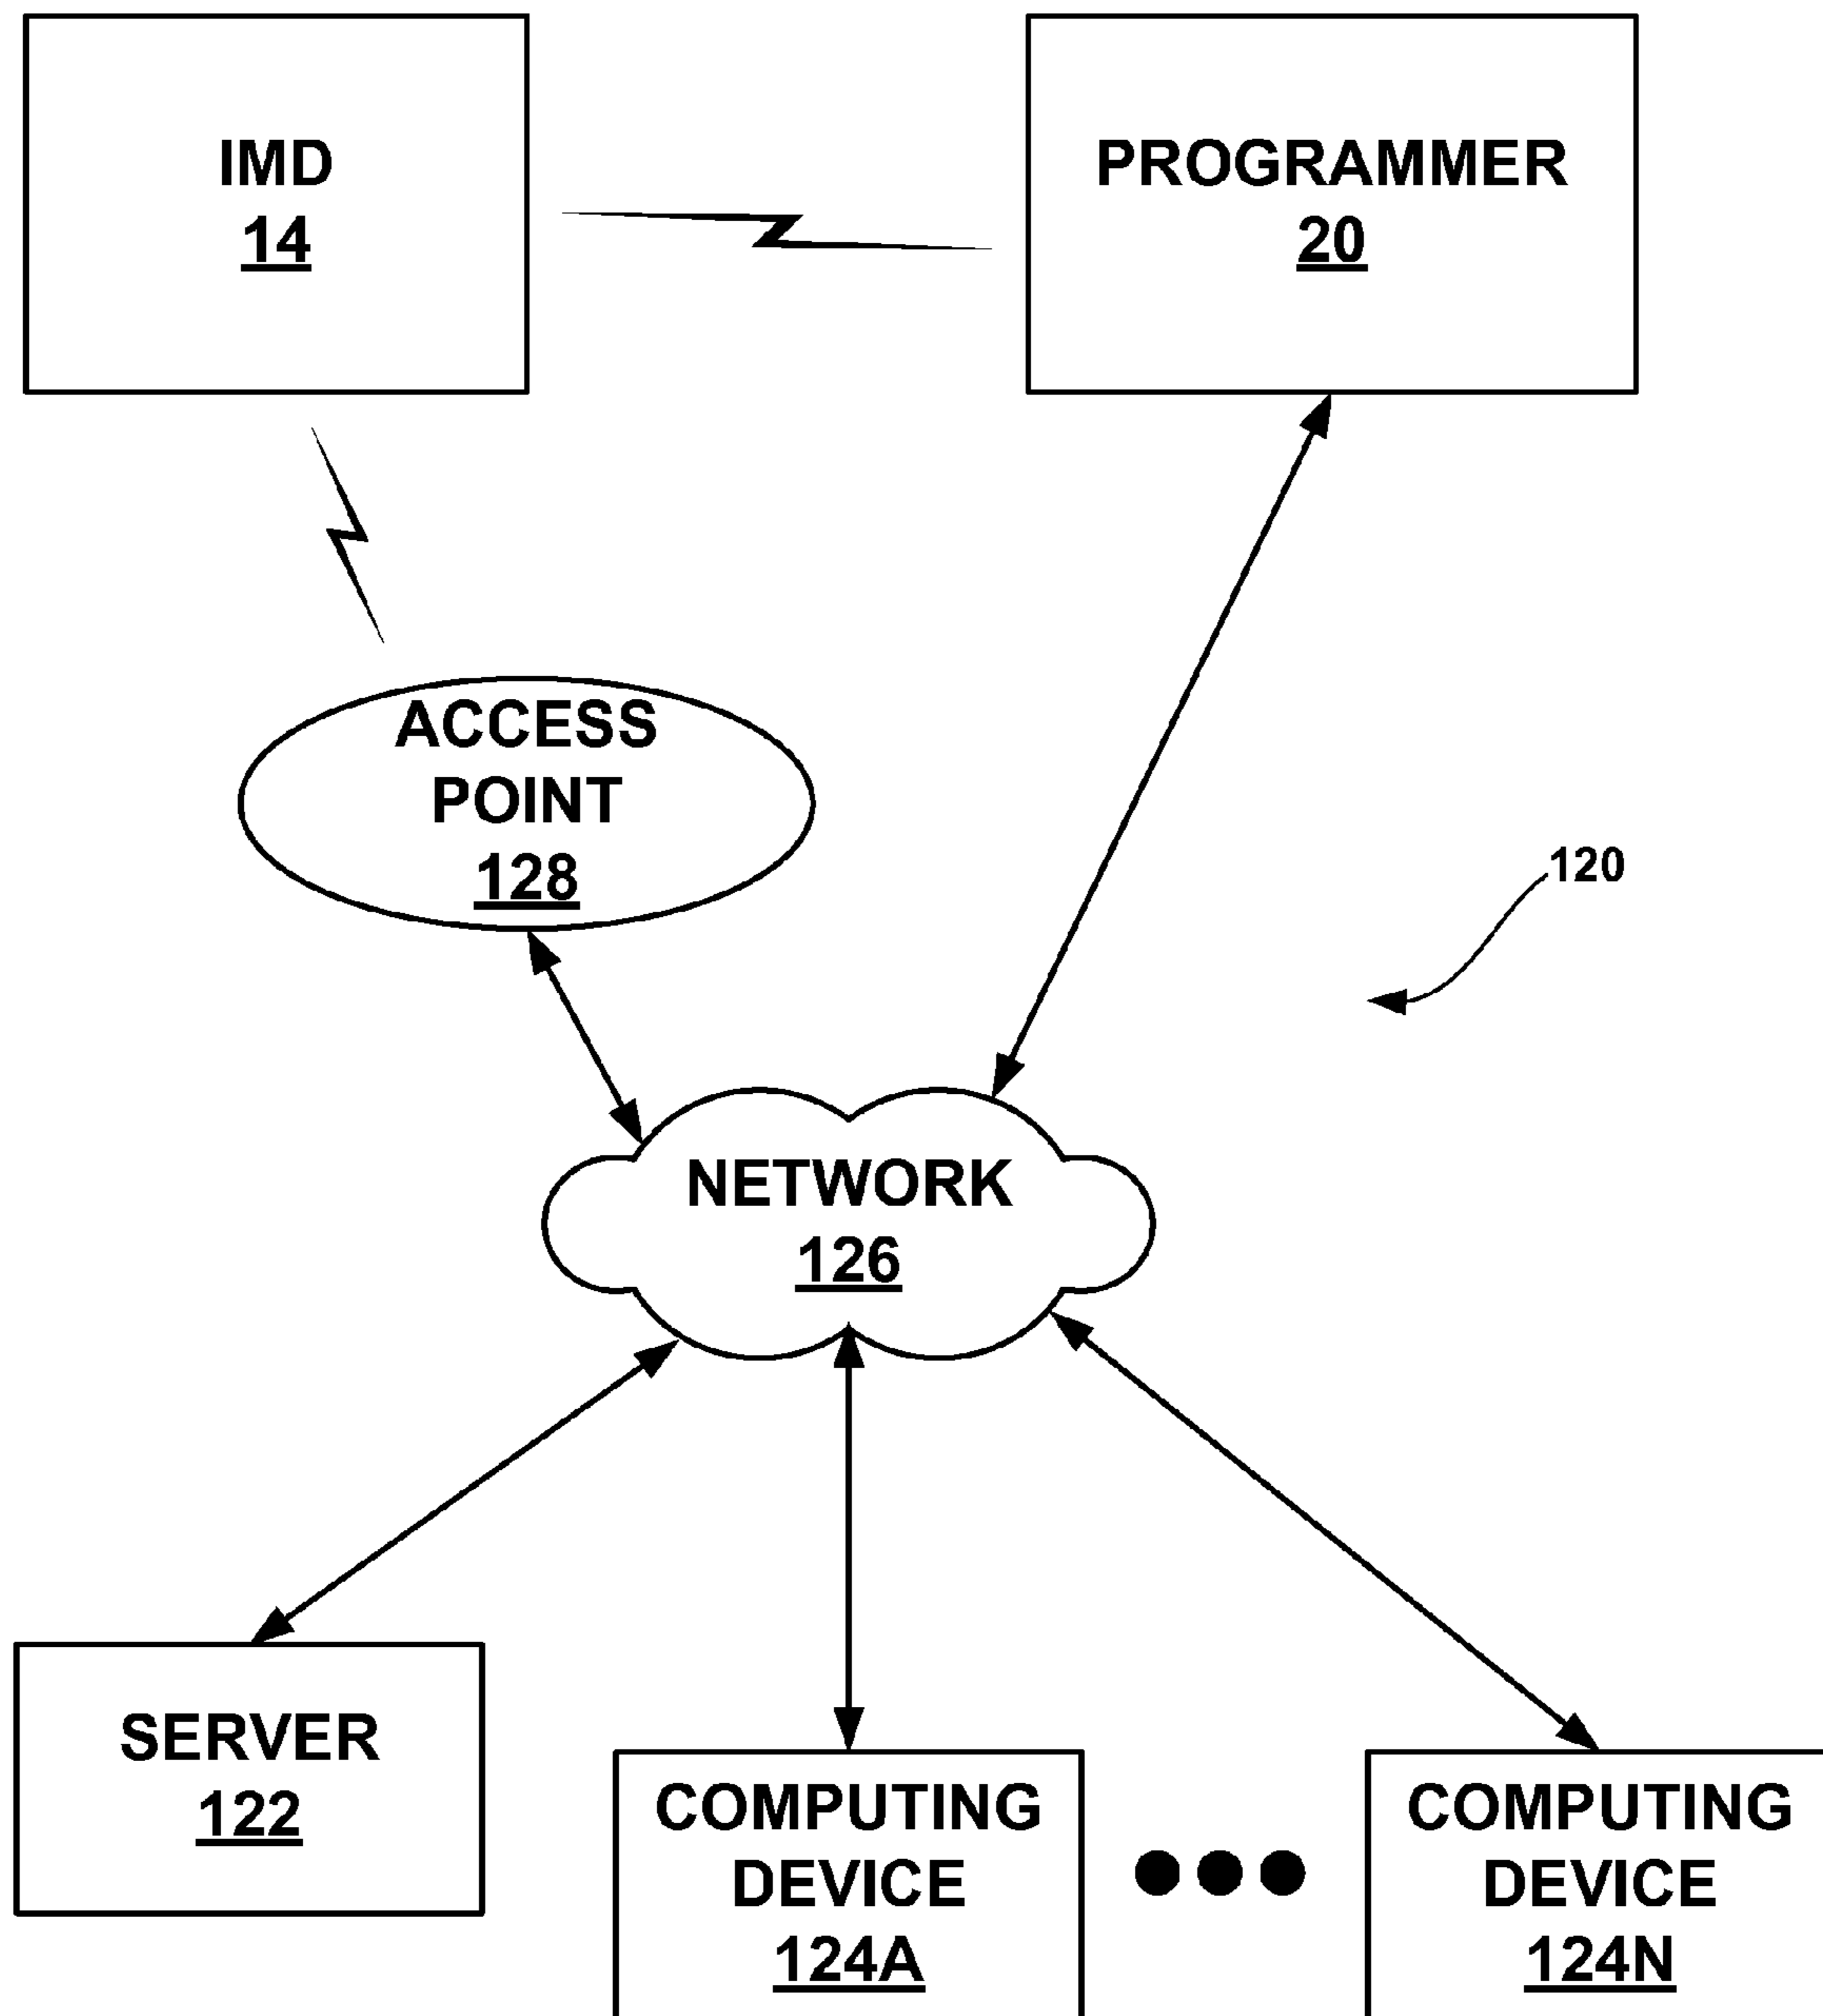 IMD
14
PROGRAMMER
20
ACCESS
POINT
128
120
NETWORK
126
SERVER
122
COMPUTING
DEVICE
124A
COMPUTING
DEVICE
124N